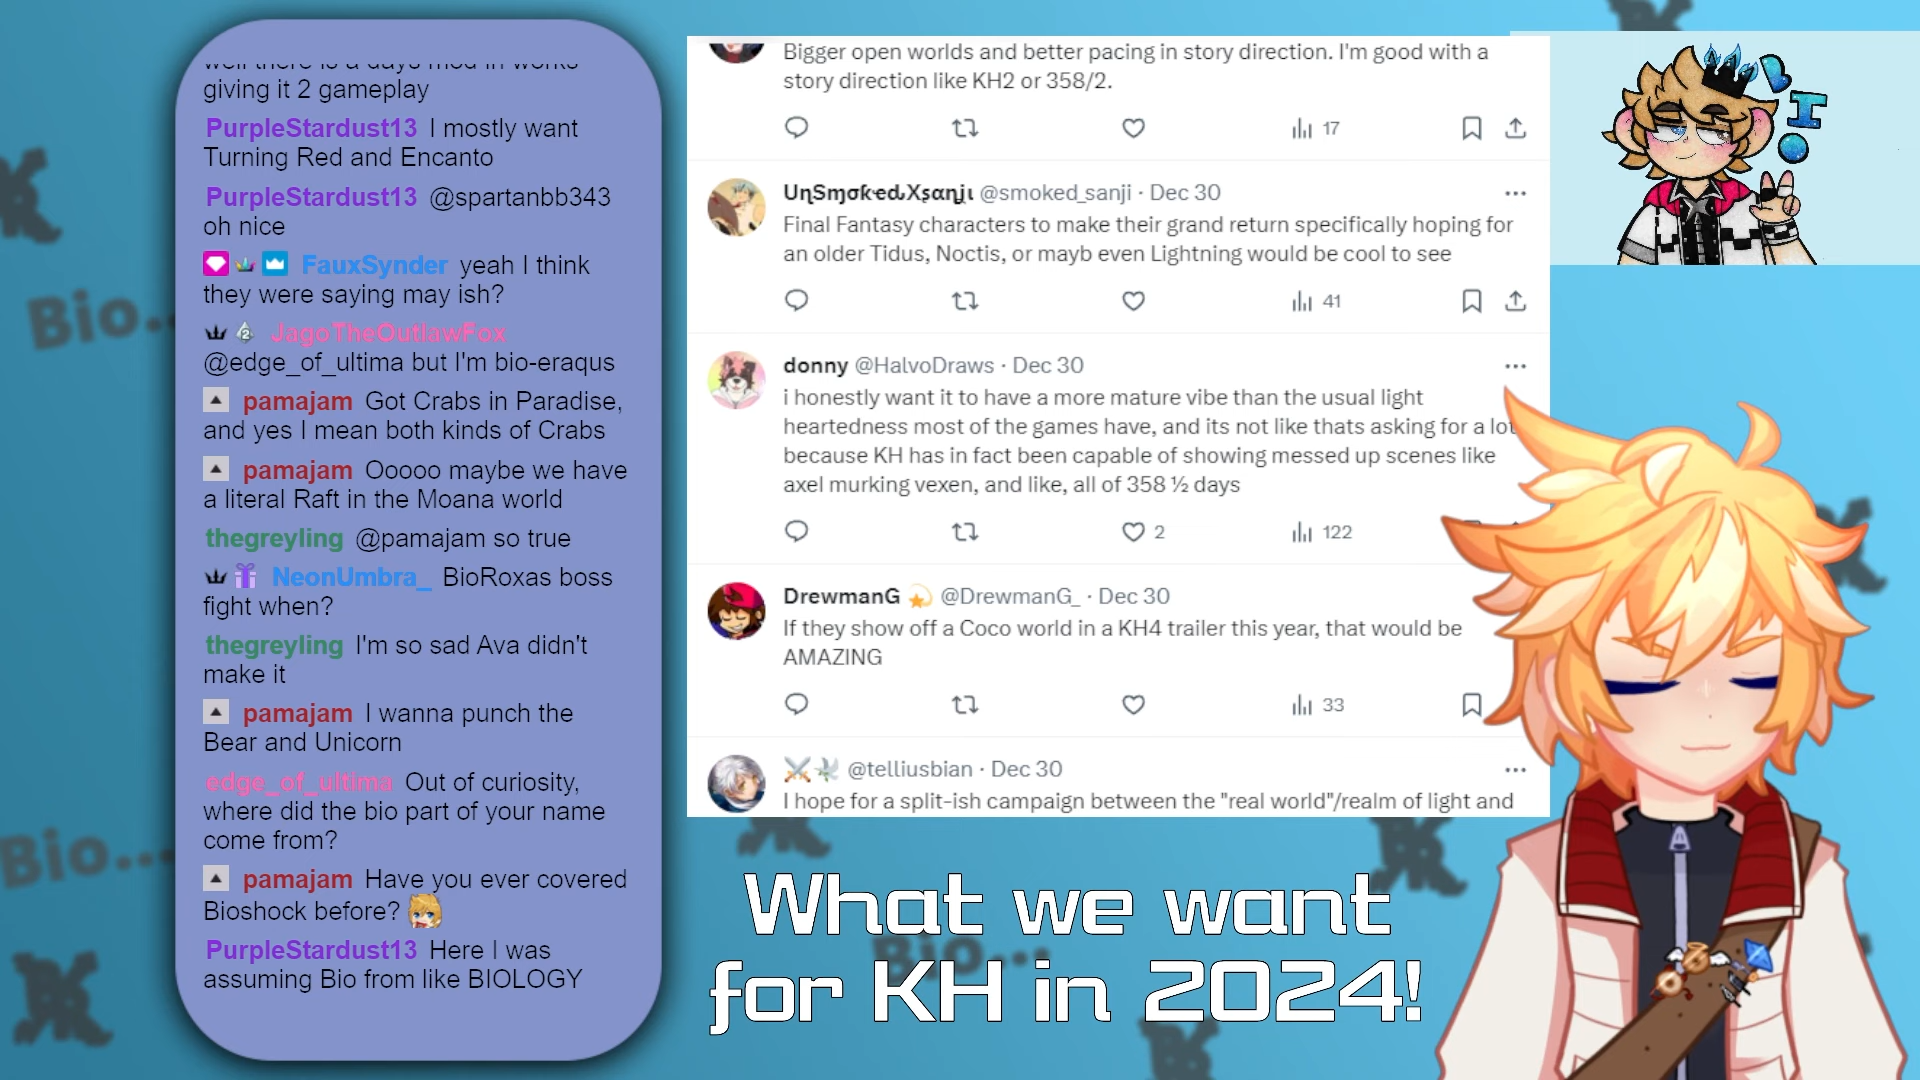 well there is a days mod in works
giving it 2 gameplay
PurpleStardust13 I mostly want
Turning Red and Encanto
PurpleStardust13 @spartanbb343
oh nice
FauxSynder yeah I think
they were saying may ish?
JagoTheOutlawFox
@edge_of_ultima but I'm bio-eraqus
pamajam Got Crabs in Paradise,
and yes I mean both kinds of Crabs
pamajam Ooooo maybe we have
a literal Raft in the Moana world
thegreyling @pamajam so true
NeonUmbra_ BioRoxas boss
fight when?
thegreyling I'm so sad Ava didn't
make it
pamajam I wanna punch the
Bear and Unicorn
edge_of_ultima Out of curiosity,
where did the bio part of your name
come from?
pamajam Have you ever covered
Bioshock before?
PurpleStardust13 Here I was
assuming Bio from like BIOLOGY
Bigger open worlds and better pacing in story direction. I'm good with a
story direction like KH2 or 358/2.
17
@smoked_sanji · Dec 30
Final Fantasy characters to make their grand return specifically hoping for
an older Tidus, Noctis, or mayb even Lightning would be cool to see
41
donny @HalvoDraws · Dec 30
i honestly want it to have a more mature vibe than the usual light
heartedness most of the games have, and its not like thats asking for a lot
because KH has in fact been capable of showing messed up scenes like
axel murking vexen, and like, all of 358 ½ days
2 122
DrewmanG @DrewmanG_ · Dec 30
If they show off a Coco world in a KH4 trailer this year, that would be
AMAZING
33
@telliusbian · Dec 30
I hope for a split-ish campaign between the "real world"/realm of light and
What we want
for KH in 2024!
BIO
Bio...
Bio...
Bio...